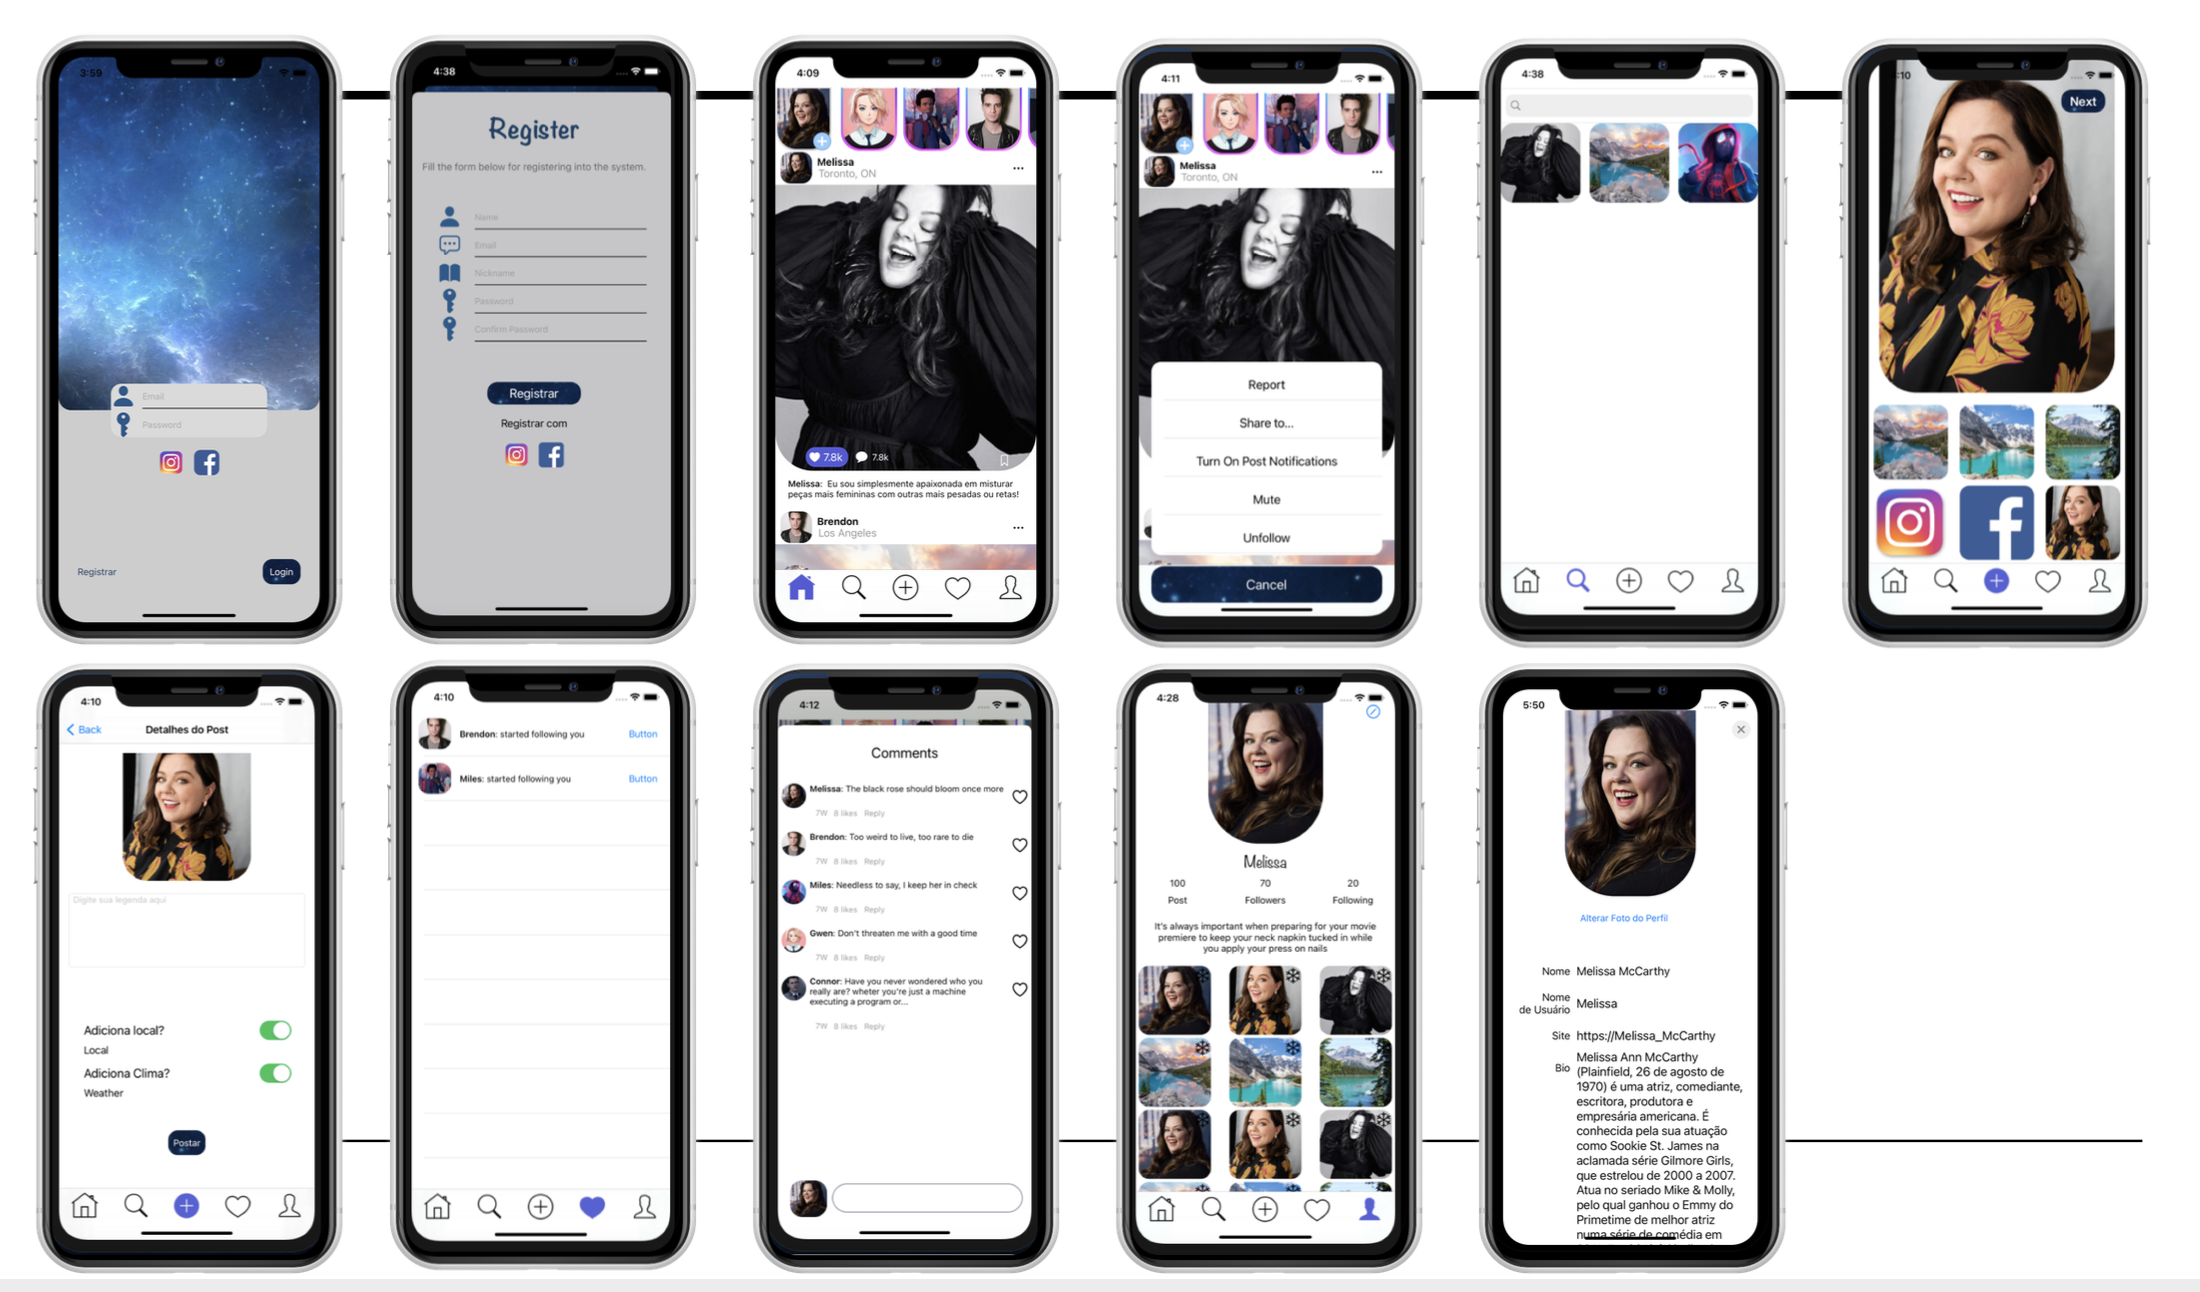 3:59
Email
Password
Registrar
Login
4:38
Register
Fill the form below for registering into the system.
Name
Email
Nickname
Password
Confirm Password
Registrar
Registrar com
4:09
Melissa
Toronto, ON
7.8k
7.8k
Melissa: Eu sou simplesmente apaixonada em misturar
peças mais femininas com outras mais pesadas ou retas!
Brendon
Los Angeles
4:11
Melissa
Toronto, ON
Report
Share to...
Turn On Post Notifications
Mute
Unfollow
Cancel
4:38
:10
Next
4:10
Back
Detalhes do Post
Digite sua legenda aqui
Adiciona local?
Local
Adiciona Clima?
Weather
Postar
4:10
Brendon: started following you
Button
Miles: started following you
Button
4:12
Comments
Melissa: The black rose should bloom once more
7W 8 likes Reply
Brendon: Too weird to live, too rare to die
7W 8 likes Reply
Miles: Needless to say, I keep her in check
7W 8 likes Reply
Gwen: Don't threaten me with a good time
7W 8 likes Reply
Connor: Have you never wondered who you
really are? wheter you're just a machine
executing a program or...
7W 8 likes Reply
4:28
Melissa
100 70 20
Post Followers Following
It's always important when preparing for your movie
premiere to keep your neck napkin tucked in while
you apply your press on nails
5:50
Alterar Foto do Perfil
Nome Melissa McCarthy
Nome
de Usuário Melissa
Site https://Melissa_McCarthy
Bio
Melissa Ann McCarthy
(Plainfield, 26 de agosto de
1970) é uma atriz, comediante,
escritora, produtora e
empresária americana. É
conhecida pela sua atuação
como Sookie St. James na
aclamada série Gilmore Girls,
que estrelou de 2000 a 2007.
Atua no seriado Mike & Molly,
pelo qual ganhou o Emmy do
Primetime de melhor atriz
numa série de comédia em